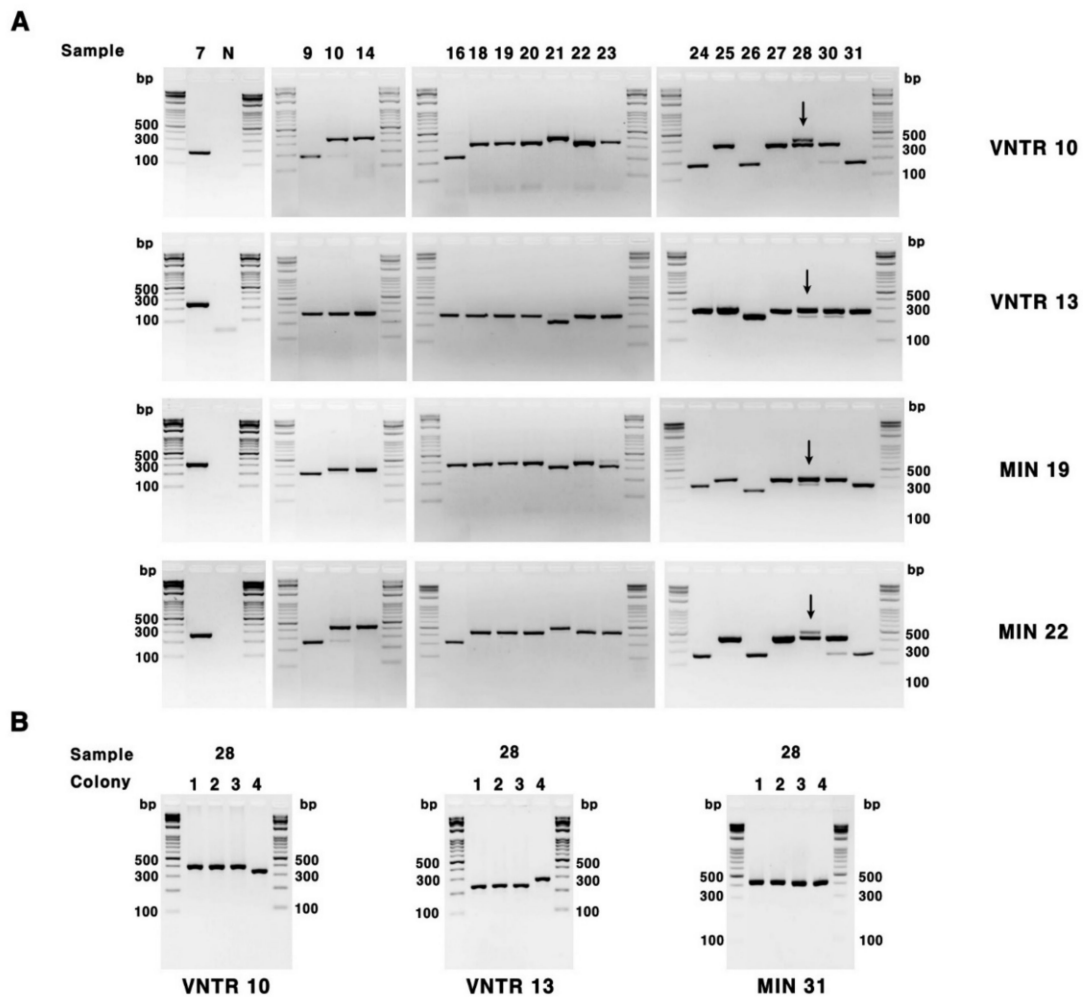 A
Sample 7 N 9 10 14 16 18 19 20 21 22 23 24 25 26 27 28 30 31
bp bp
500 500
300 300
100 100
VNTR 10
bp bp
500 500
300 300
100 100
VNTR 13
bp bp
500 500
300 300
100 100
MIN 19
bp bp
500 500
300 300
100 100
MIN 22
B
Sample 28 28 28
Colony 1 2 3 4 1 2 3 4 1 2 3 4
bp bp bp bp bp bp
500 500 500 500 500 500
300 300 300 300 300 300
100 100 100 100 100 100
VNTR 10 VNTR 13 MIN 31